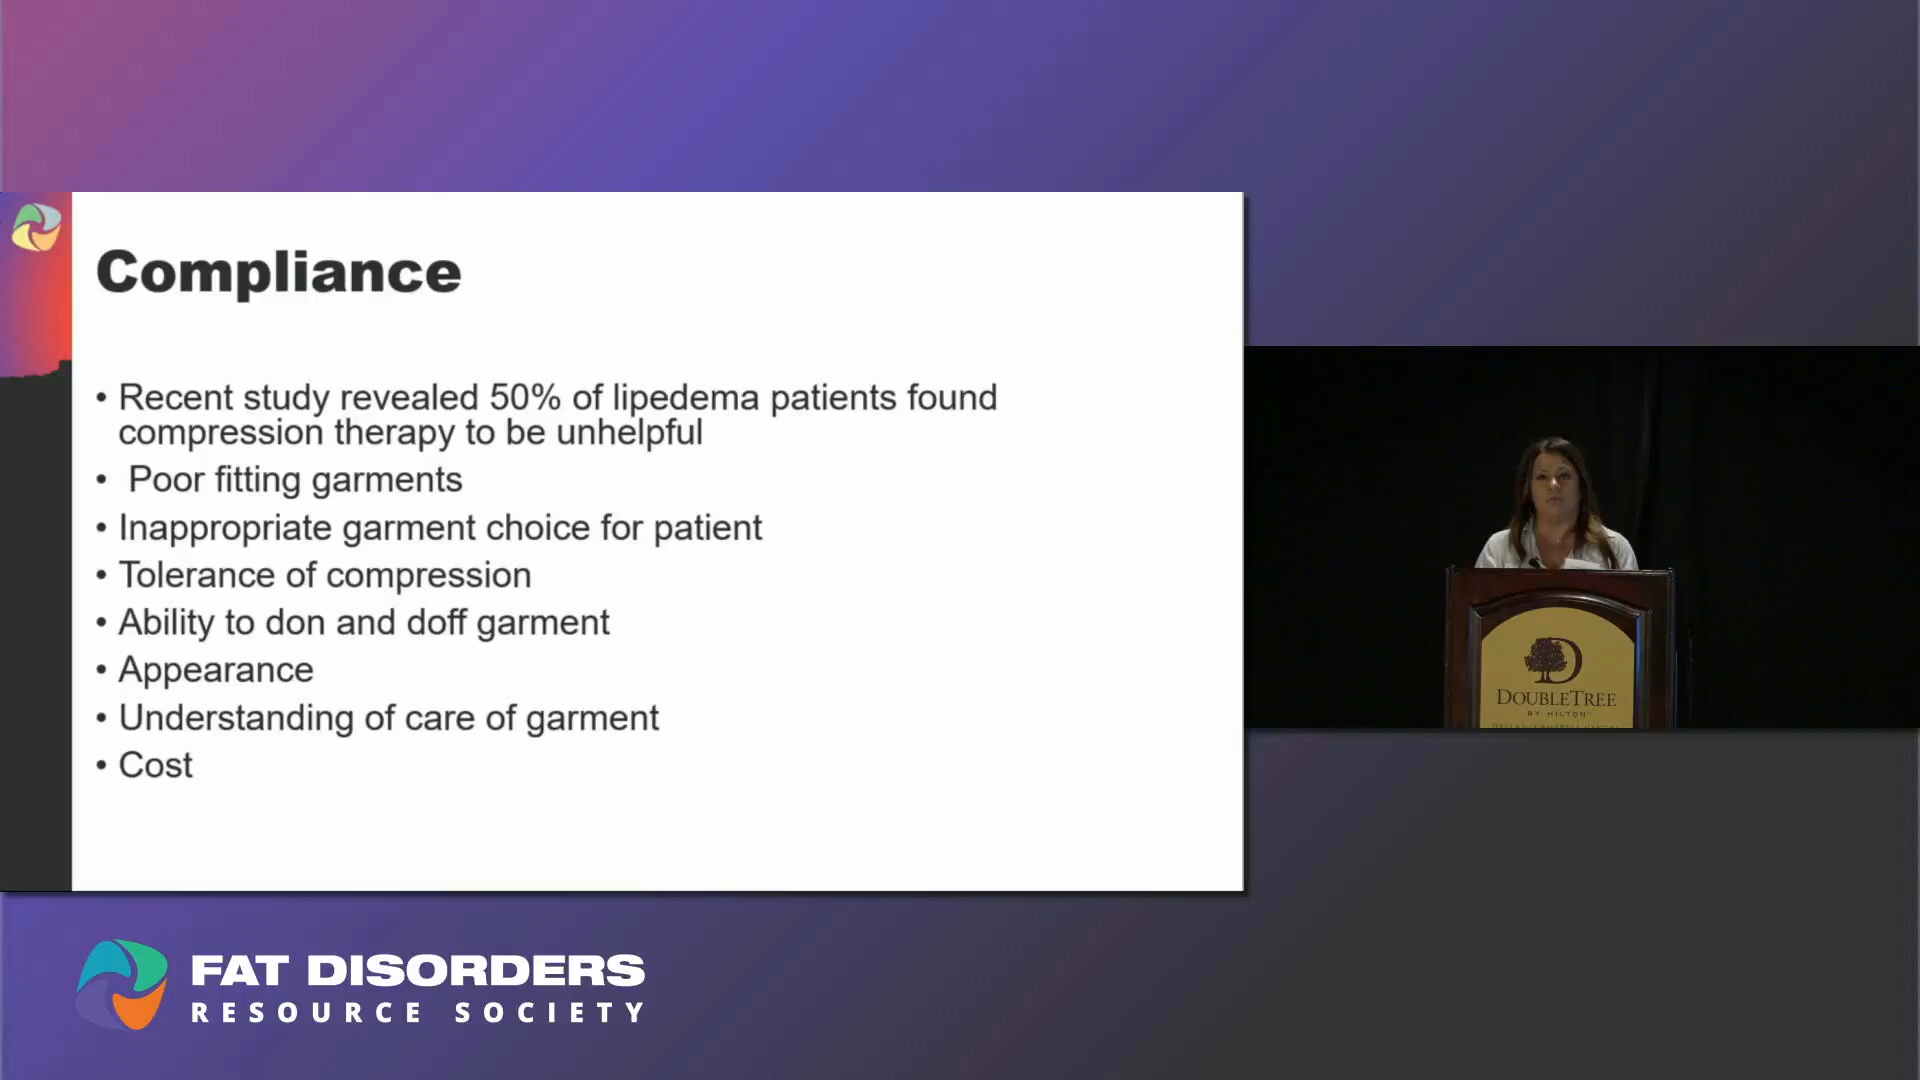 Compliance
• Recent study revealed 50% of lipedema patients found
compression therapy to be unhelpful
• Poor fitting garments
• Inappropriate garment choice for patient
• Tolerance of compression
• Ability to don and doff garment
• Appearance
• Understanding of care of garment
• Cost
DOUBLETREE
BY HILTON
FAT DISORDERS
RESOURCE SOCIETY